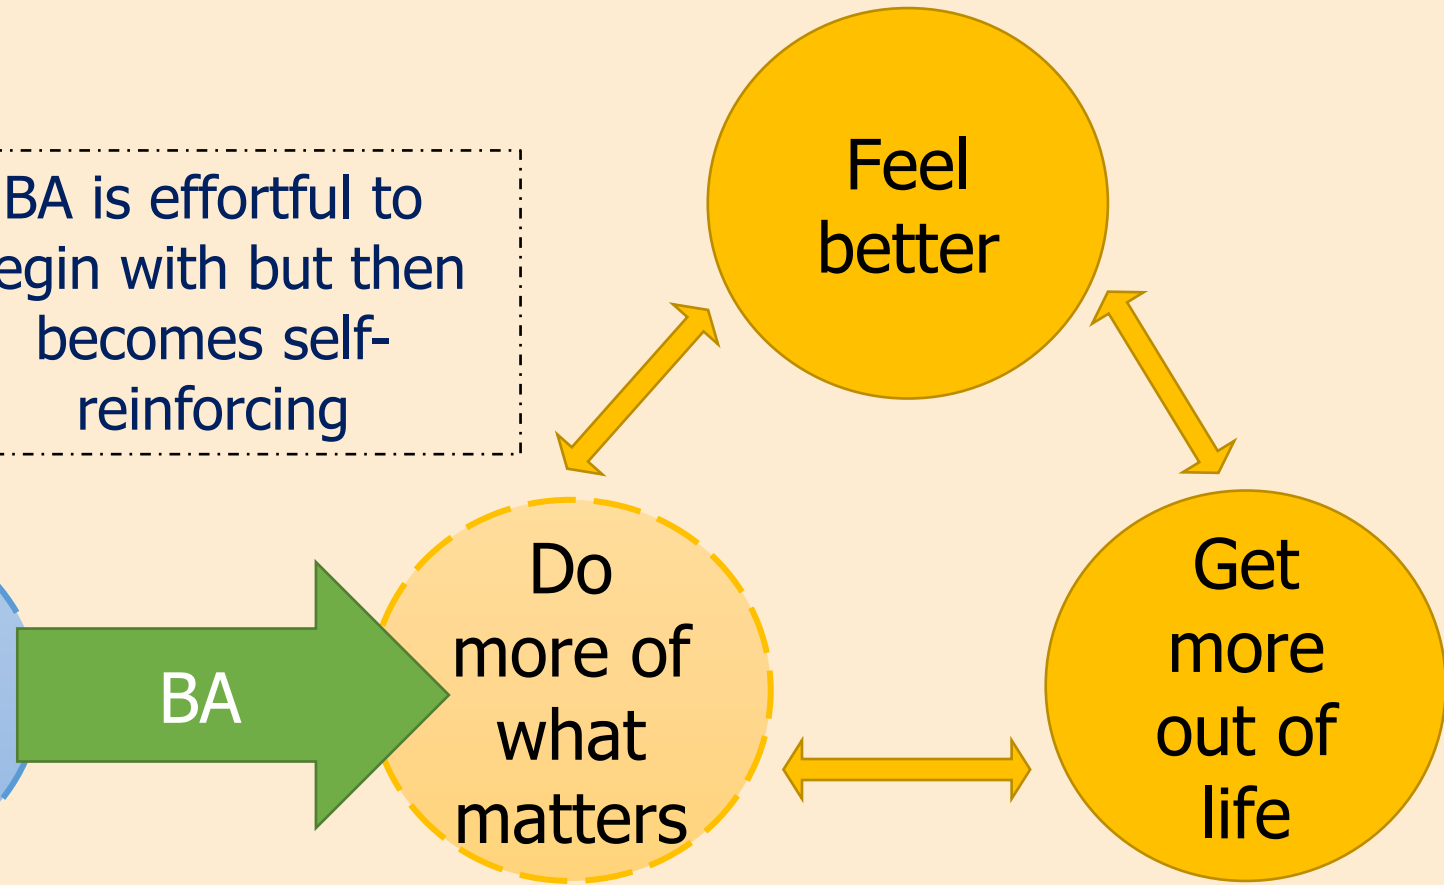 BA is effortful to
egin with but then
becomes self-
reinforcing
Feel
better
BA
Do
more of
what
matters
Get
more
out of
life